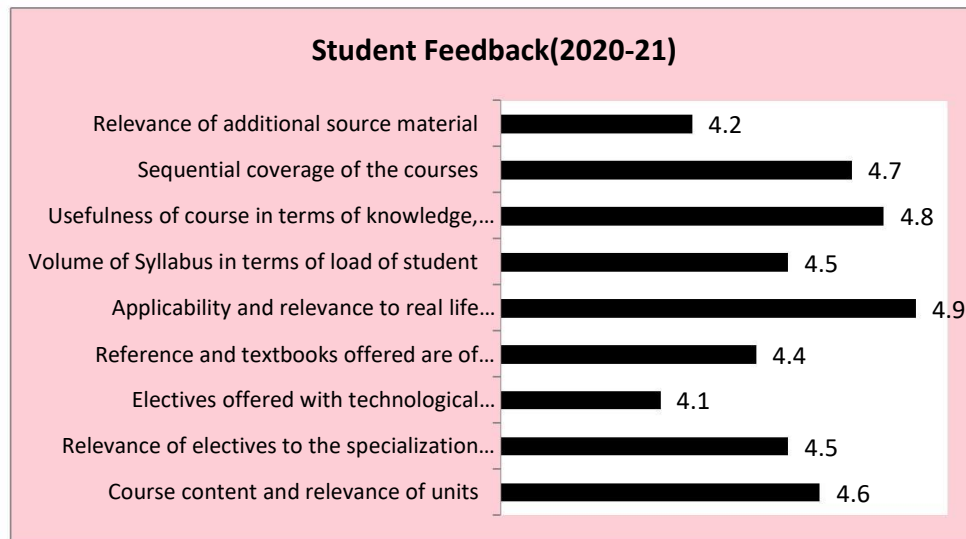 Student Feedback(2020-21)
Relevance of additional source material 4.2
Sequential coverage of the courses 4.7
Usefulness of course in terms of knowledge,... 4.8
Volume of Syllabus in terms of load of student 4.5
Applicability and relevance to real life... 4.9
Reference and textbooks offered are of... 4.4
Electives offered with technological... 4.1
Relevance of electives to the specialization... 4.5
Course content and relevance of units 4.6